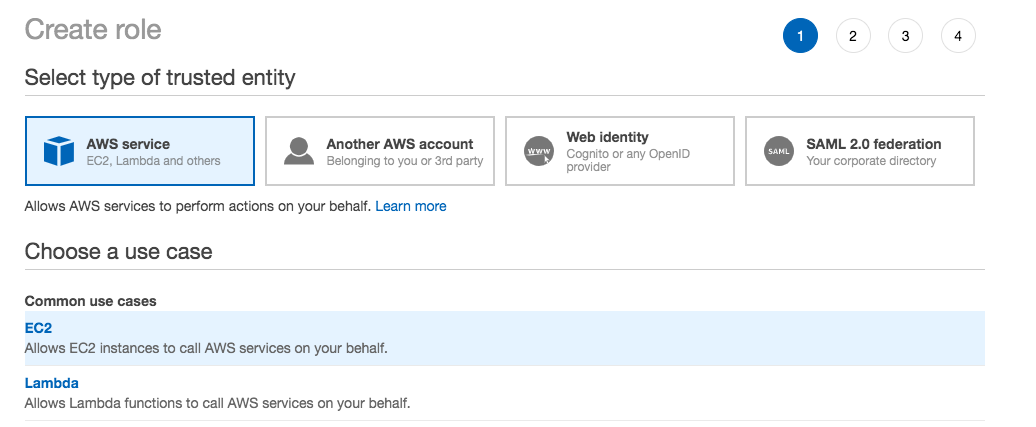 Create role
1 2 3 4
Select type of trusted entity
AWS service
EC2, Lambda and others
Another AWS account
Belonging to you or 3rd party
www
Web identity
Cognito or any OpenID
provider
SAML
SAML 2.0 federation
Your corporate directory
Allows AWS services to perform actions on your behalf. Learn more
Choose a use case
Common use cases
EC2
Allows EC2 instances to call AWS services on your behalf.
Lambda
Allows Lambda functions to call AWS services on your behalf.